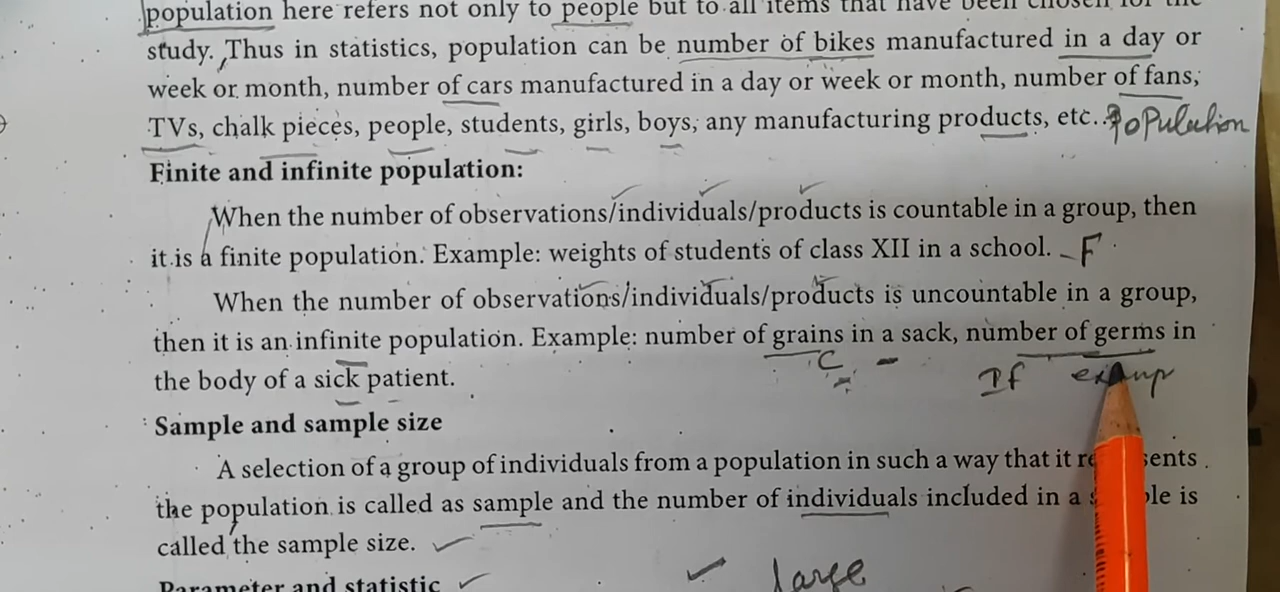 population here refers not only to people but to all items that have been chosen for the
study. Thus in statistics, population can be number of bikes manufactured in a day or
week or month, number of cars manufactured in a day or week or month, number of fans,
TVs, chalk pieces, people, students, girls, boys, any manufacturing products, etc.. Population
Finite and infinite population:
When the number of observations/individuals/products is countable in a group, then
it is a finite population. Example: weights of students of class XII in a school. - F
When the number of observations/individuals/products is uncountable in a group,
then it is an infinite population. Example: number of grains in a sack, number of germs in
the body of a sick patient. C If examp
Sample and sample size
A selection of a group of individuals from a population in such a way that it represents
the population is called as sample and the number of individuals included in a sample is
called the sample size.
Parameter and statistic large